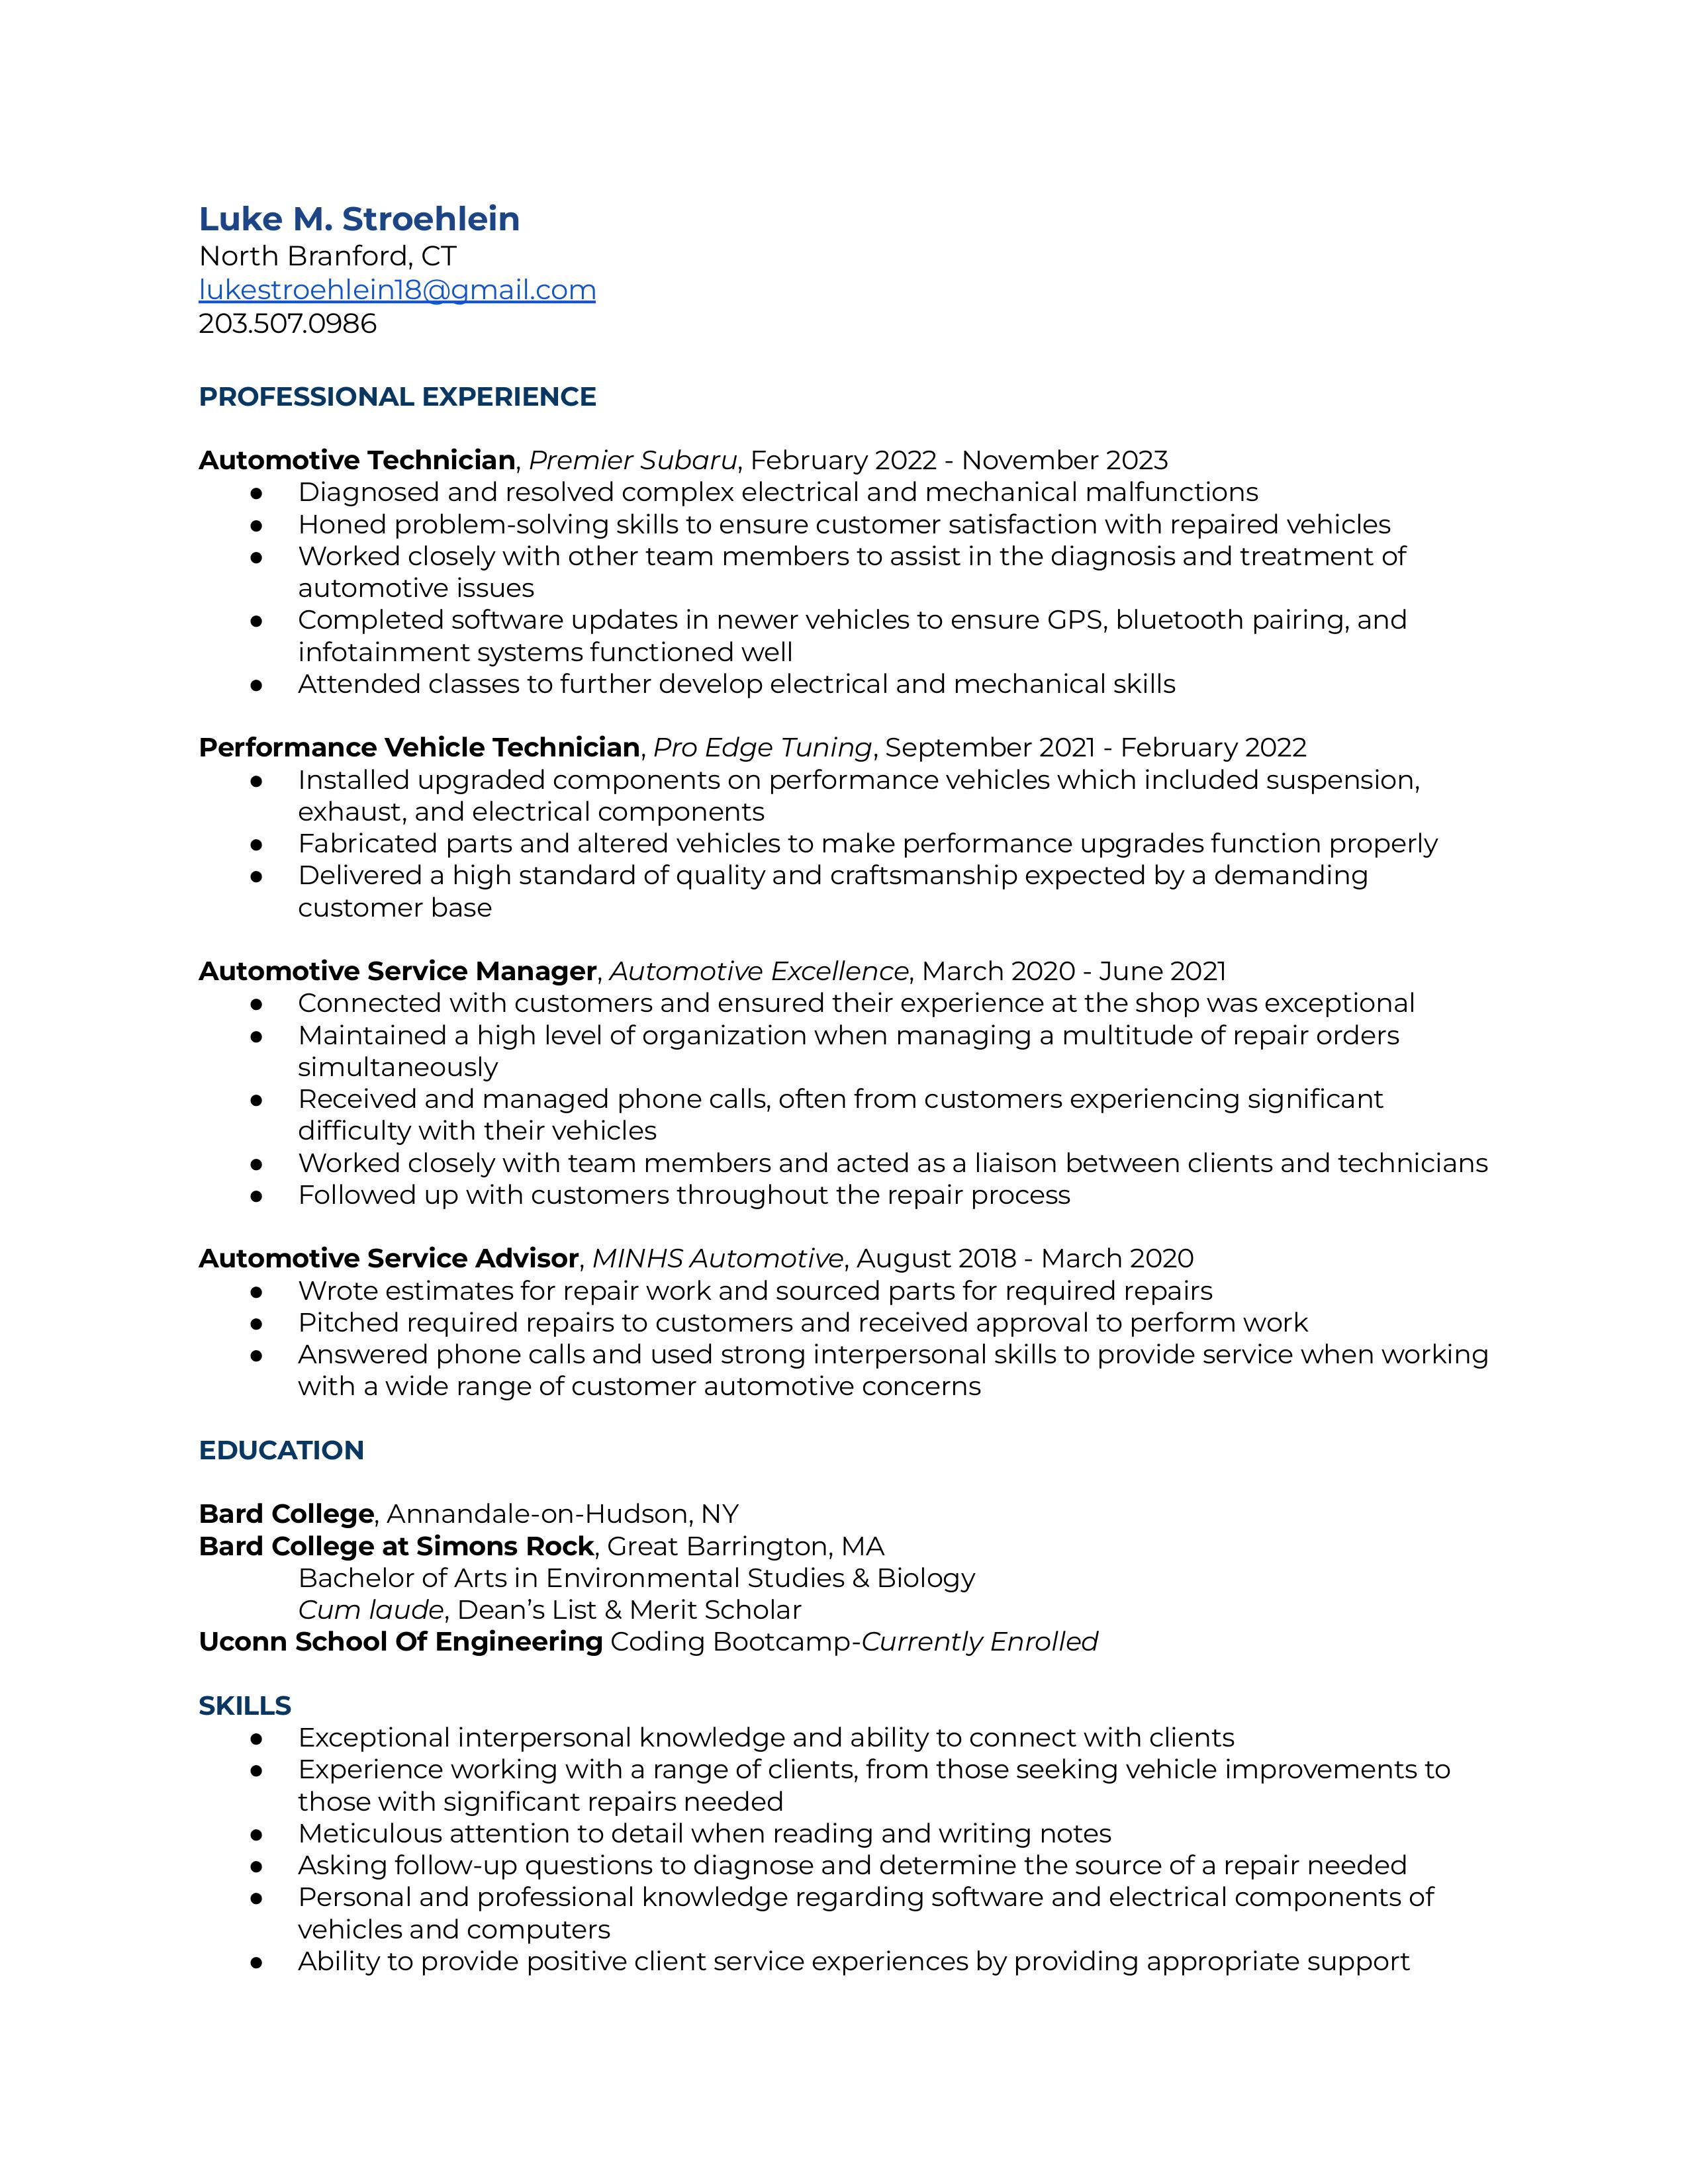 Luke M. Stroehlein
North Branford, CT
lukestroehlein18@gmail.com
203.507.0986
PROFESSIONAL EXPERIENCE
Automotive Technician, Premier Subaru, February 2022 - November 2023
● Diagnosed and resolved complex electrical and mechanical malfunctions
● Honed problem-solving skills to ensure customer satisfaction with repaired vehicles
● Worked closely with other team members to assist in the diagnosis and treatment of
automotive issues
● Completed software updates in newer vehicles to ensure GPS, bluetooth pairing, and
infotainment systems functioned well
● Attended classes to further develop electrical and mechanical skills
Performance Vehicle Technician, Pro Edge Tuning, September 2021 - February 2022
● Installed upgraded components on performance vehicles which included suspension,
exhaust, and electrical components
● Fabricated parts and altered vehicles to make performance upgrades function properly
● Delivered a high standard of quality and craftsmanship expected by a demanding
customer base
Automotive Service Manager, Automotive Excellence, March 2020 - June 2021
● Connected with customers and ensured their experience at the shop was exceptional
● Maintained a high level of organization when managing a multitude of repair orders
simultaneously
● Received and managed phone calls, often from customers experiencing significant
difficulty with their vehicles
● Worked closely with team members and acted as a liaison between clients and technicians
● Followed up with customers throughout the repair process
Automotive Service Advisor, MINHS Automotive, August 2018 - March 2020
● Wrote estimates for repair work and sourced parts for required repairs
● Pitched required repairs to customers and received approval to perform work
● Answered phone calls and used strong interpersonal skills to provide service when working
with a wide range of customer automotive concerns
EDUCATION
Bard College, Annandale-on-Hudson, NY
Bard College at Simons Rock, Great Barrington, MA
Bachelor of Arts in Environmental Studies & Biology
Cum laude, Dean’s List & Merit Scholar
Uconn School Of Engineering Coding Bootcamp-Currently Enrolled
SKILLS
● Exceptional interpersonal knowledge and ability to connect with clients
● Experience working with a range of clients, from those seeking vehicle improvements to
those with significant repairs needed
● Meticulous attention to detail when reading and writing notes
● Asking follow-up questions to diagnose and determine the source of a repair needed
● Personal and professional knowledge regarding software and electrical components of
vehicles and computers
● Ability to provide positive client service experiences by providing appropriate support